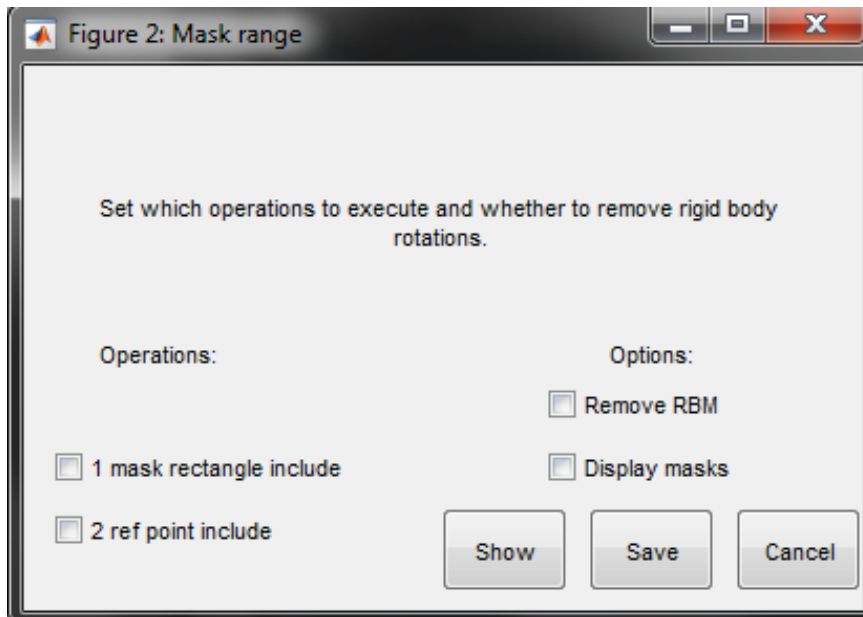 Figure 2: Mask range
Set which operations to execute and whether to remove rigid body
rotations.
Operations:
Options:
Remove RBM
1 mask rectangle include
Display masks
2 ref point include
Show
Save
Cancel